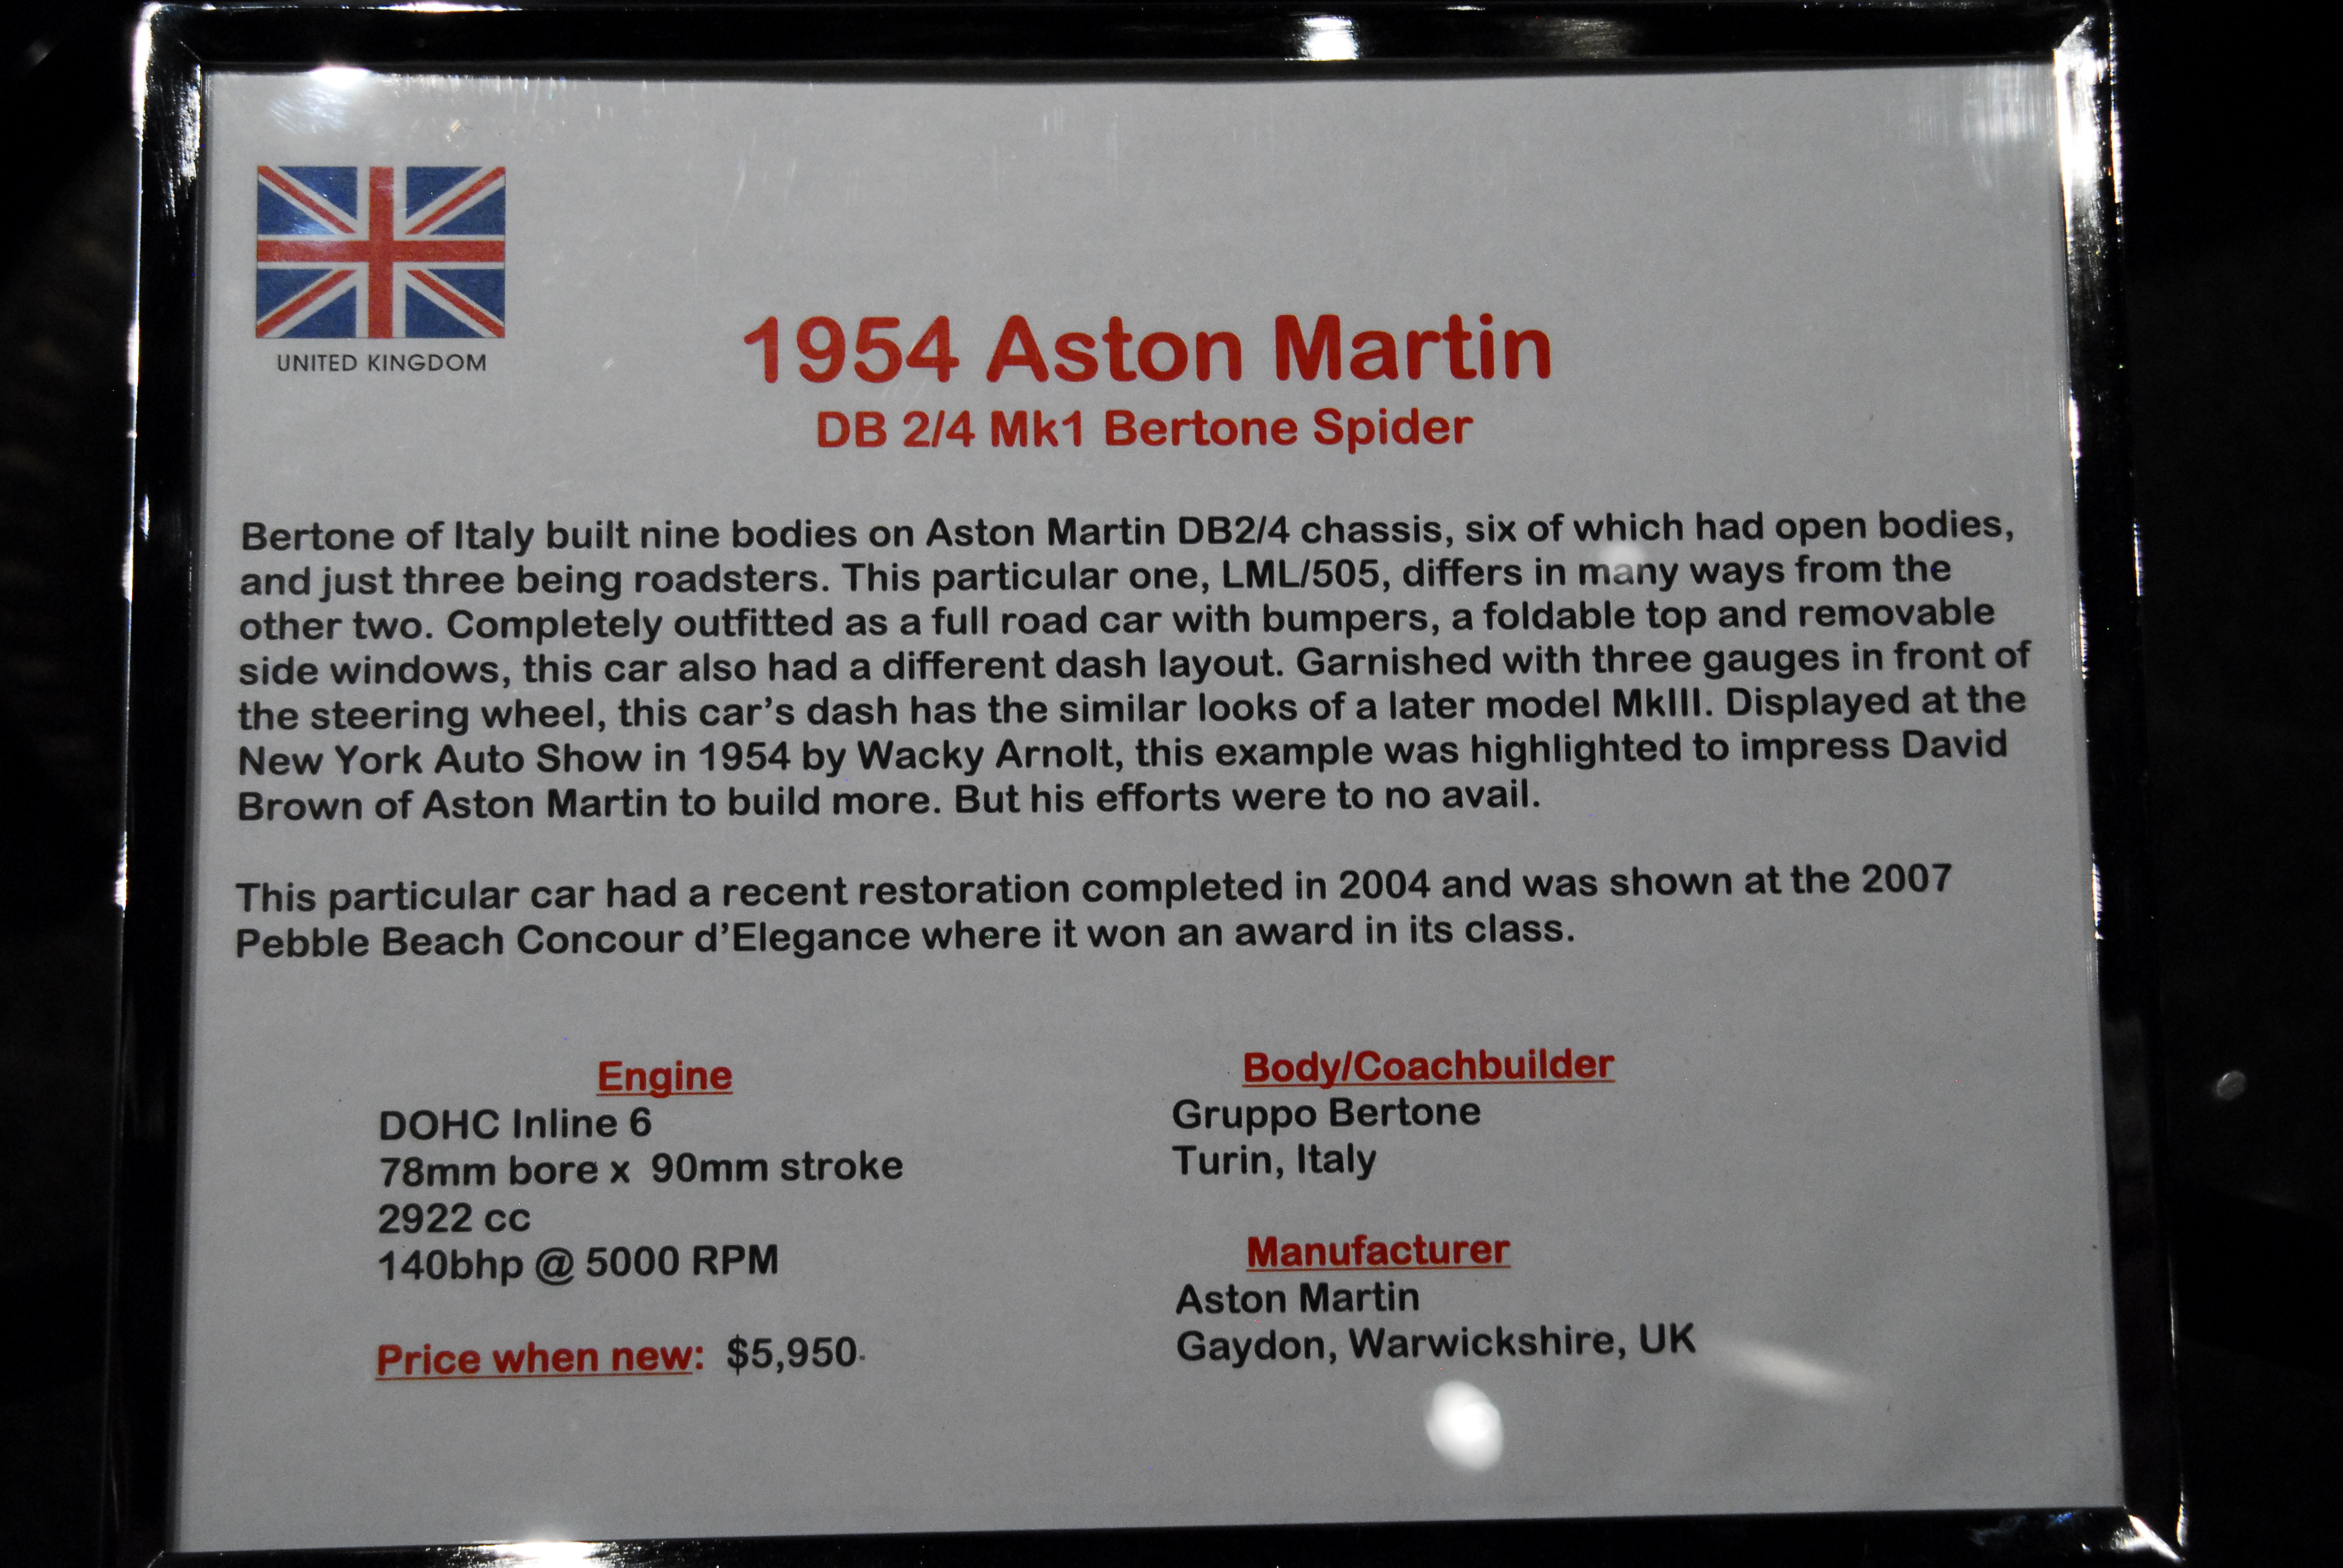 UNITED KINGDOM
1954 Aston Martin
DB 2/4 Mk1 Bertone Spider
Bertone of Italy built nine bodies on Aston Martin DB2/4 chassis, six of which had open bodies,
and just three being roadsters. This particular one, LML/505, differs in many ways from the
other two. Completely outfitted as a full road car with bumpers, a foldable top and removable
side windows, this car also had a different dash layout. Garnished with three gauges in front of
the steering wheel, this car's dash has the similar looks of a later model MkIII. Displayed at the
New York Auto Show in 1954 by Wacky Arnolt, this example was highlighted to impress David
Brown of Aston Martin to build more. But his efforts were to no avail.
This particular car had a recent restoration completed in 2004 and was shown at the 2007
Pebble Beach Concour d'Elegance where it won an award in its class.
Engine
DOHC Inline 6
78mm bore x  90mm stroke
2922 cc
140bhp @ 5000 RPM
Price when new:  $5,950.
Body/Coachbuilder
Gruppo Bertone
Turin, Italy
Manufacturer
Aston Martin
Gaydon, Warwickshire, UK